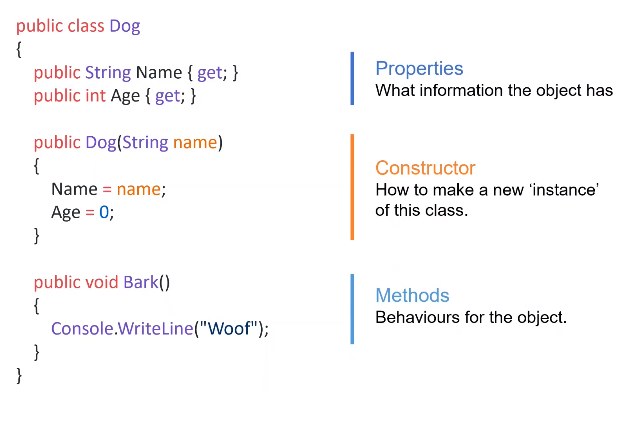 public class Dog
{
public String Name { get; }
public int Age { get; }
public Dog(String name)
{
Name = name;
Age = 0;
}
public void Bark()
{
Console.WriteLine("Woof");
}
}
Properties
What information the object has
Constructor
How to make a new ‘instance’
of this class.
Methods
Behaviours for the object.